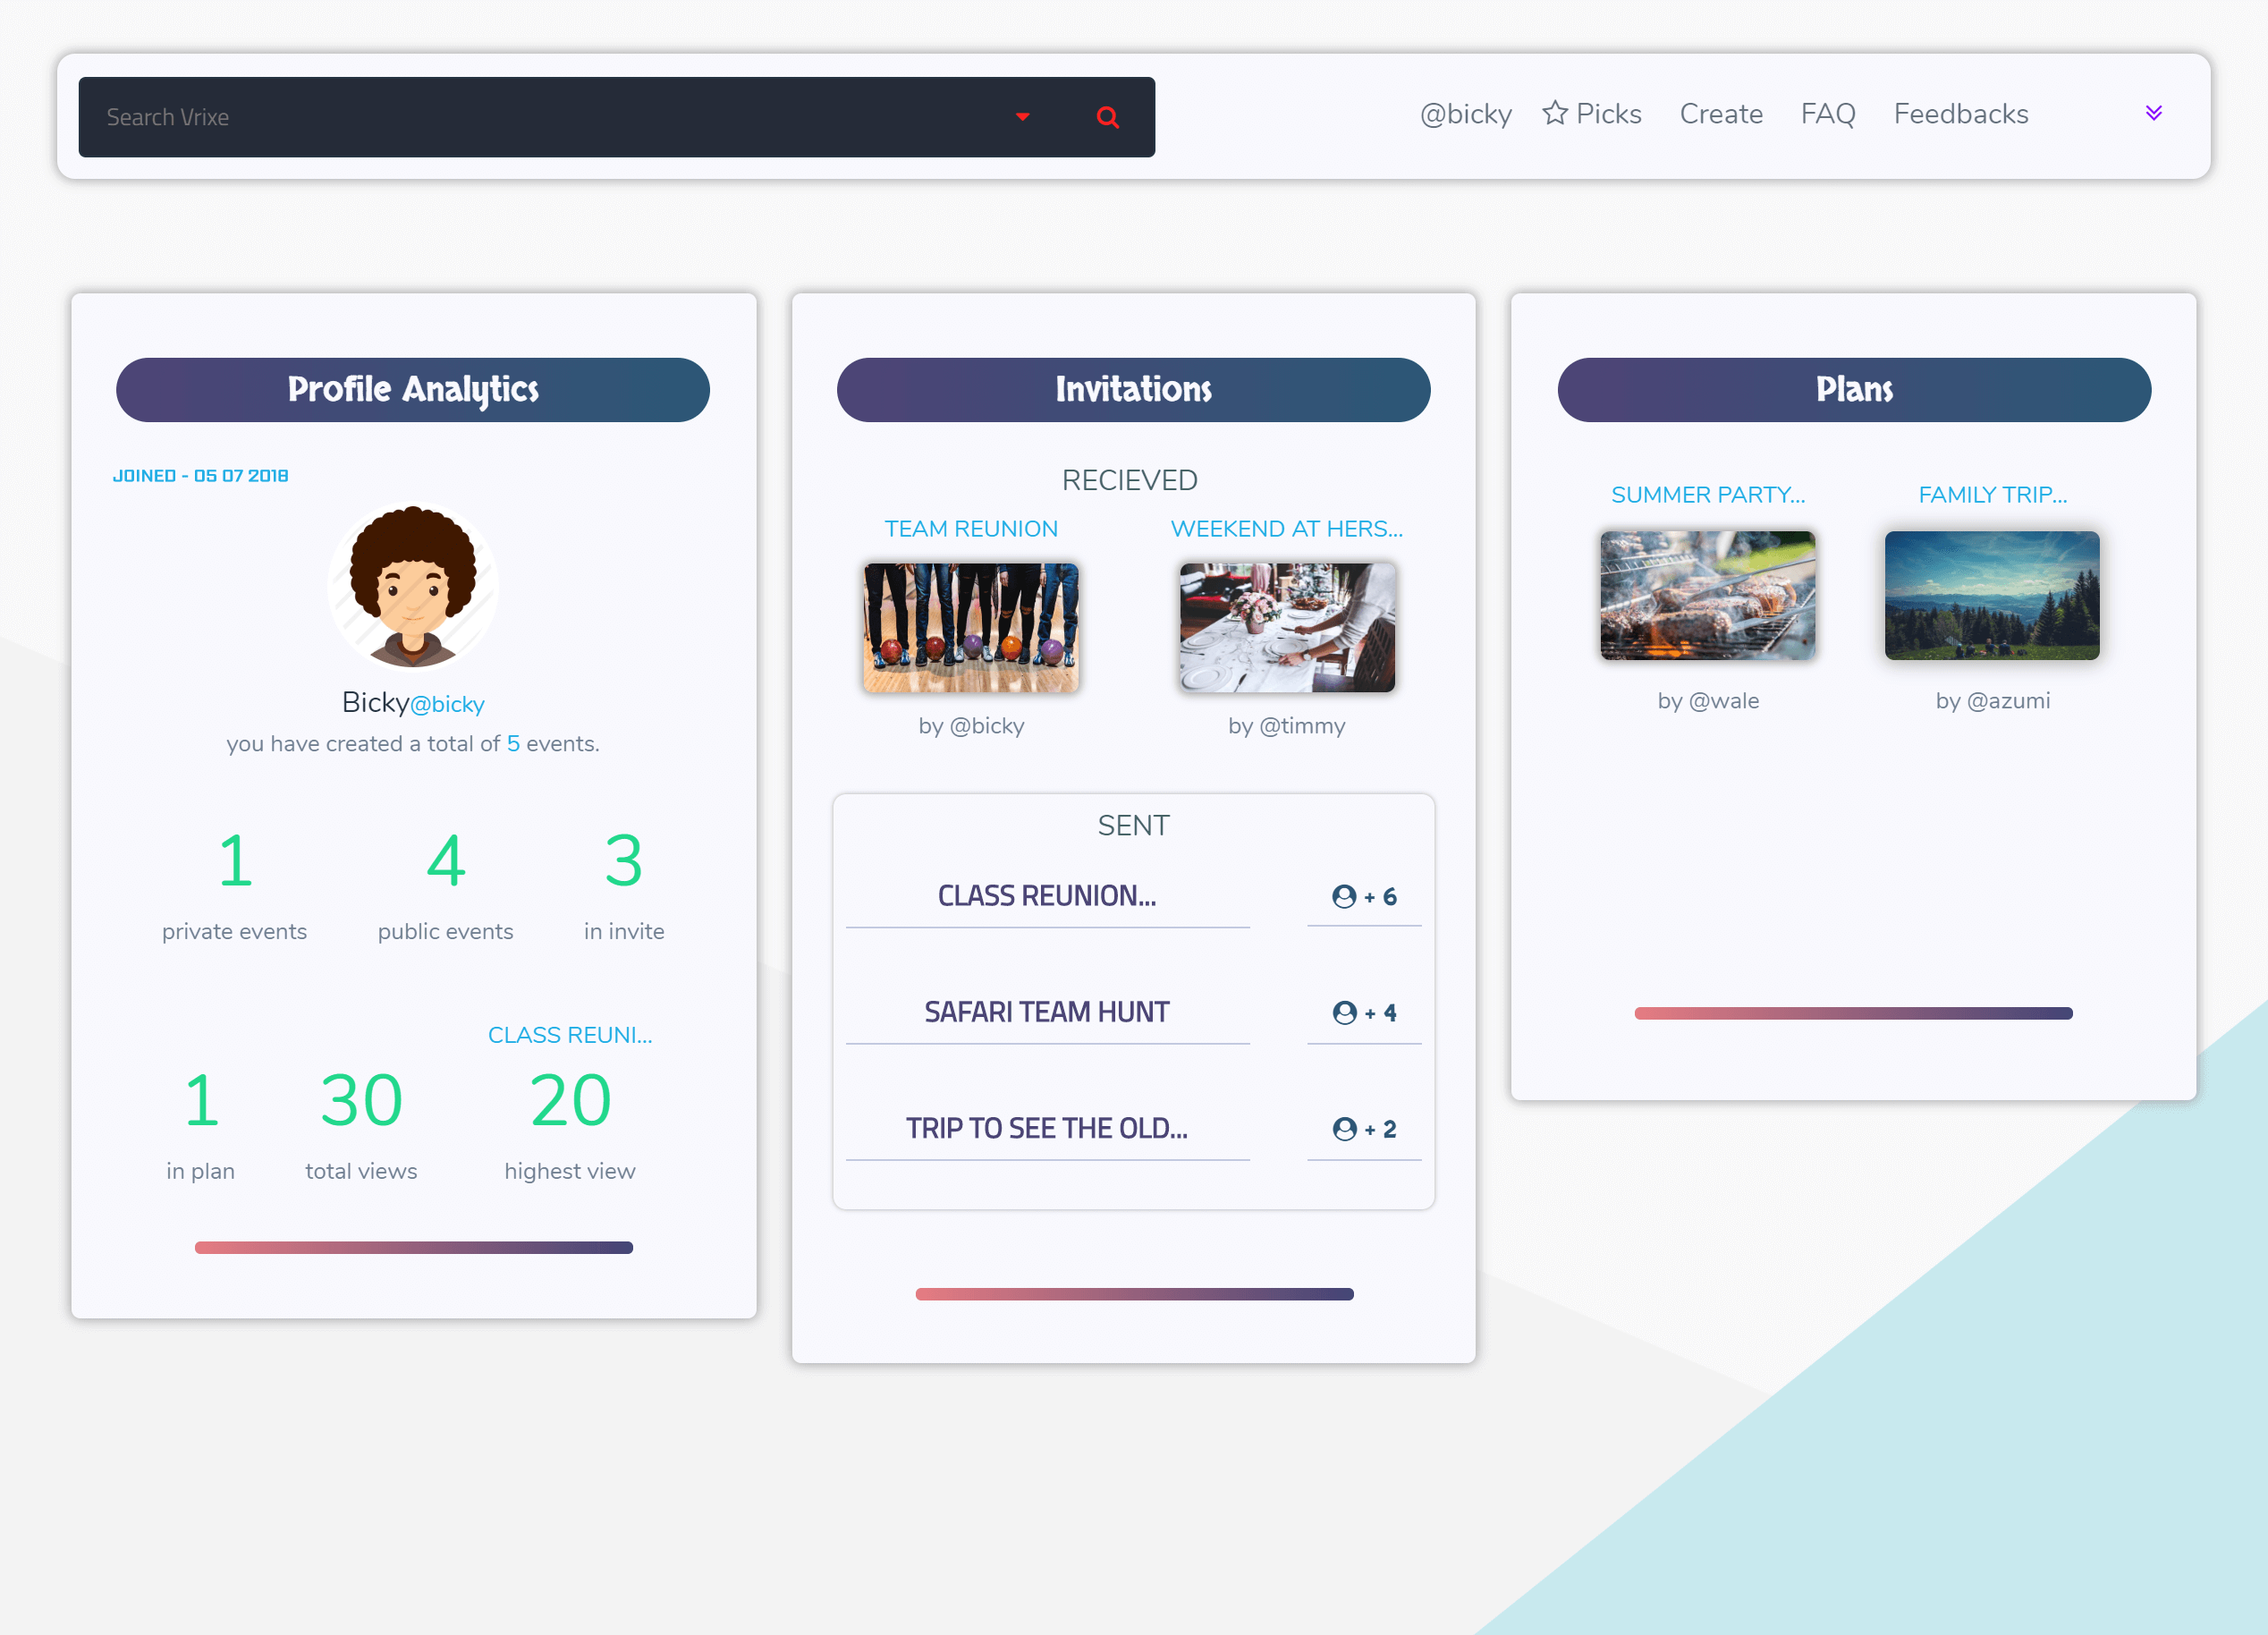 Search Vrixe
@bicky Picks Create FAQ Feedbacks
Profile Analytics
JOINED - 05 07 2018
Bicky@bicky
you have created a total of 5 events.
1 4 3
private events public events in invite
CLASS REUNI...
1 30 20
in plan total views highest view
Invitations
RECIEVED
TEAM REUNION WEEKEND AT HERS...
by @bicky by @timmy
SENT
CLASS REUNION... + 6
SAFARI TEAM HUNT + 4
TRIP TO SEE THE OLD... + 2
Plans
SUMMER PARTY... FAMILY TRIP...
by @wale by @azumi